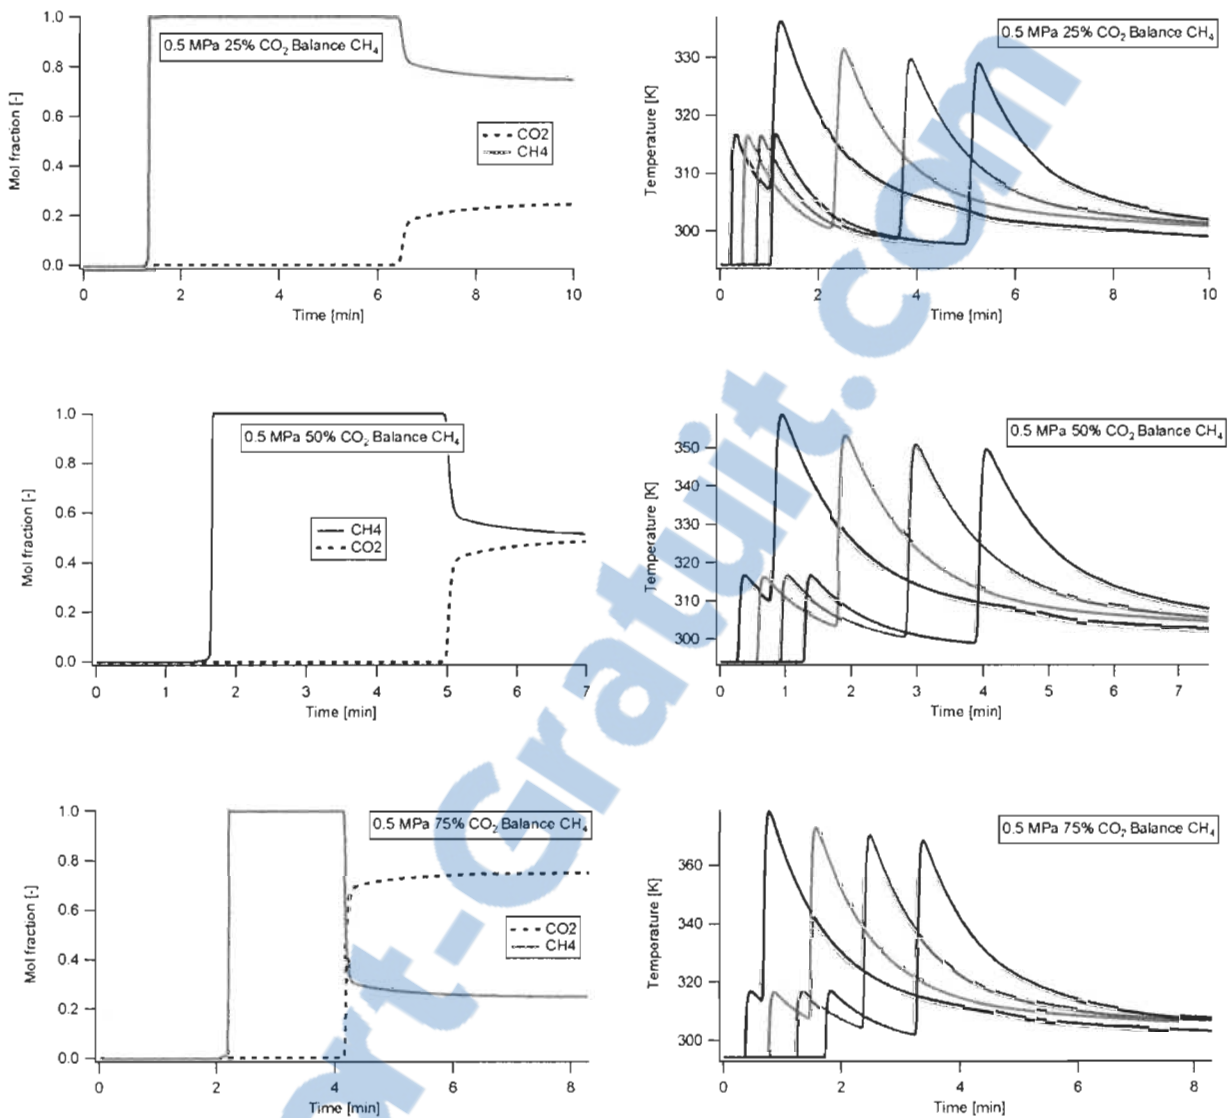 1.0
0.8
0.6
0.4
0.2
0.0
Mol fraction [-]
0.5 MPa 25% CO2 Balance CH4
CO2
CH4
0 2 4 6 8 10
Time [min]
330
320
310
300
Temperature [K]
0.5 MPa 25% CO2 Balance CH4
0 2 4 6 8 10
Time [min]
1.0
0.8
0.6
0.4
0.2
0.0
Mol fraction [-]
0.5 MPa 50% CO2 Balance CH4
CH4
CO2
0 1 2 3 4 5 6 7
Time [min]
350
340
330
320
310
300
Temperature [K]
0.5 MPa 50% CO2 Balance CH4
0 1 2 3 4 5 6 7
Time [min]
1.0
0.8
0.6
0.4
0.2
0.0
Mol fraction [-]
0.5 MPa 75% CO2 Balance CH4
CO2
CH4
0 2 4 6 8
Time [min]
360
340
320
300
Temperature [K]
0.5 MPa 75% CO2 Balance CH4
0 2 4 6 8
Time [min]
rt-Gratuit.com